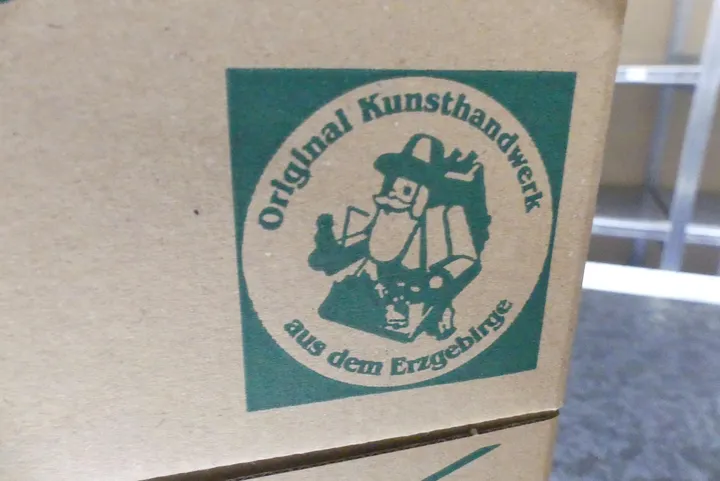 Original Kunsthandwerk
aus dem Erzgebirge